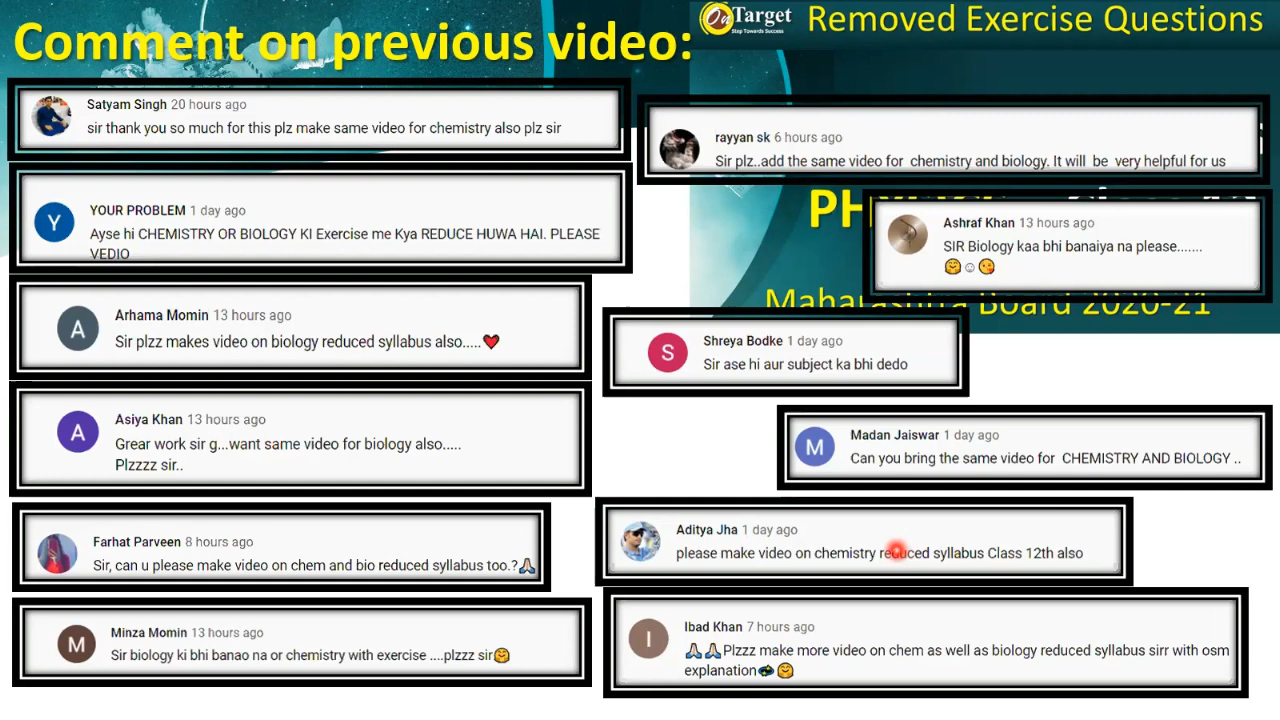 Comment on previous video:
OnTarget
Step Towards Success
Removed Exercise Questions
Satyam Singh 20 hours ago
sir thank you so much for this plz make same video for chemistry also plz sir
rayyan sk 6 hours ago
Sir plz..add the same video for chemistry and biology. It will be very helpful for us
YOUR PROBLEM 1 day ago
Y
Ayse hi CHEMISTRY OR BIOLOGY KI Exercise me Kya REDUCE HUWA HAI. PLEASE
VEDIO
Ashraf Khan 13 hours ago
SIR Biology kaa bhi banaiya na please.......
🤗☺😘
Maharashtra Board 2020-21
Arhama Momin 13 hours ago
A
Sir plzz makes video on biology reduced syllabus also.....❤
Shreya Bodke 1 day ago
S
Sir ase hi aur subject ka bhi dedo
Asiya Khan 13 hours ago
A
Grear work sir g...want same video for biology also.....
Plzzzz sir..
Madan Jaiswar 1 day ago
M
Can you bring the same video for CHEMISTRY AND BIOLOGY ..
Farhat Parveen 8 hours ago
Sir, can u please make video on chem and bio reduced syllabus too.?🙏
Aditya Jha 1 day ago
please make video on chemistry reduced syllabus Class 12th also
Minza Momin 13 hours ago
M
Sir biology ki bhi banao na or chemistry with exercise ....plzzz sir🤗
Ibad Khan 7 hours ago
I
🙏🙏Plzzz make more video on chem as well as biology reduced syllabus sirr with osm
explanation🤗